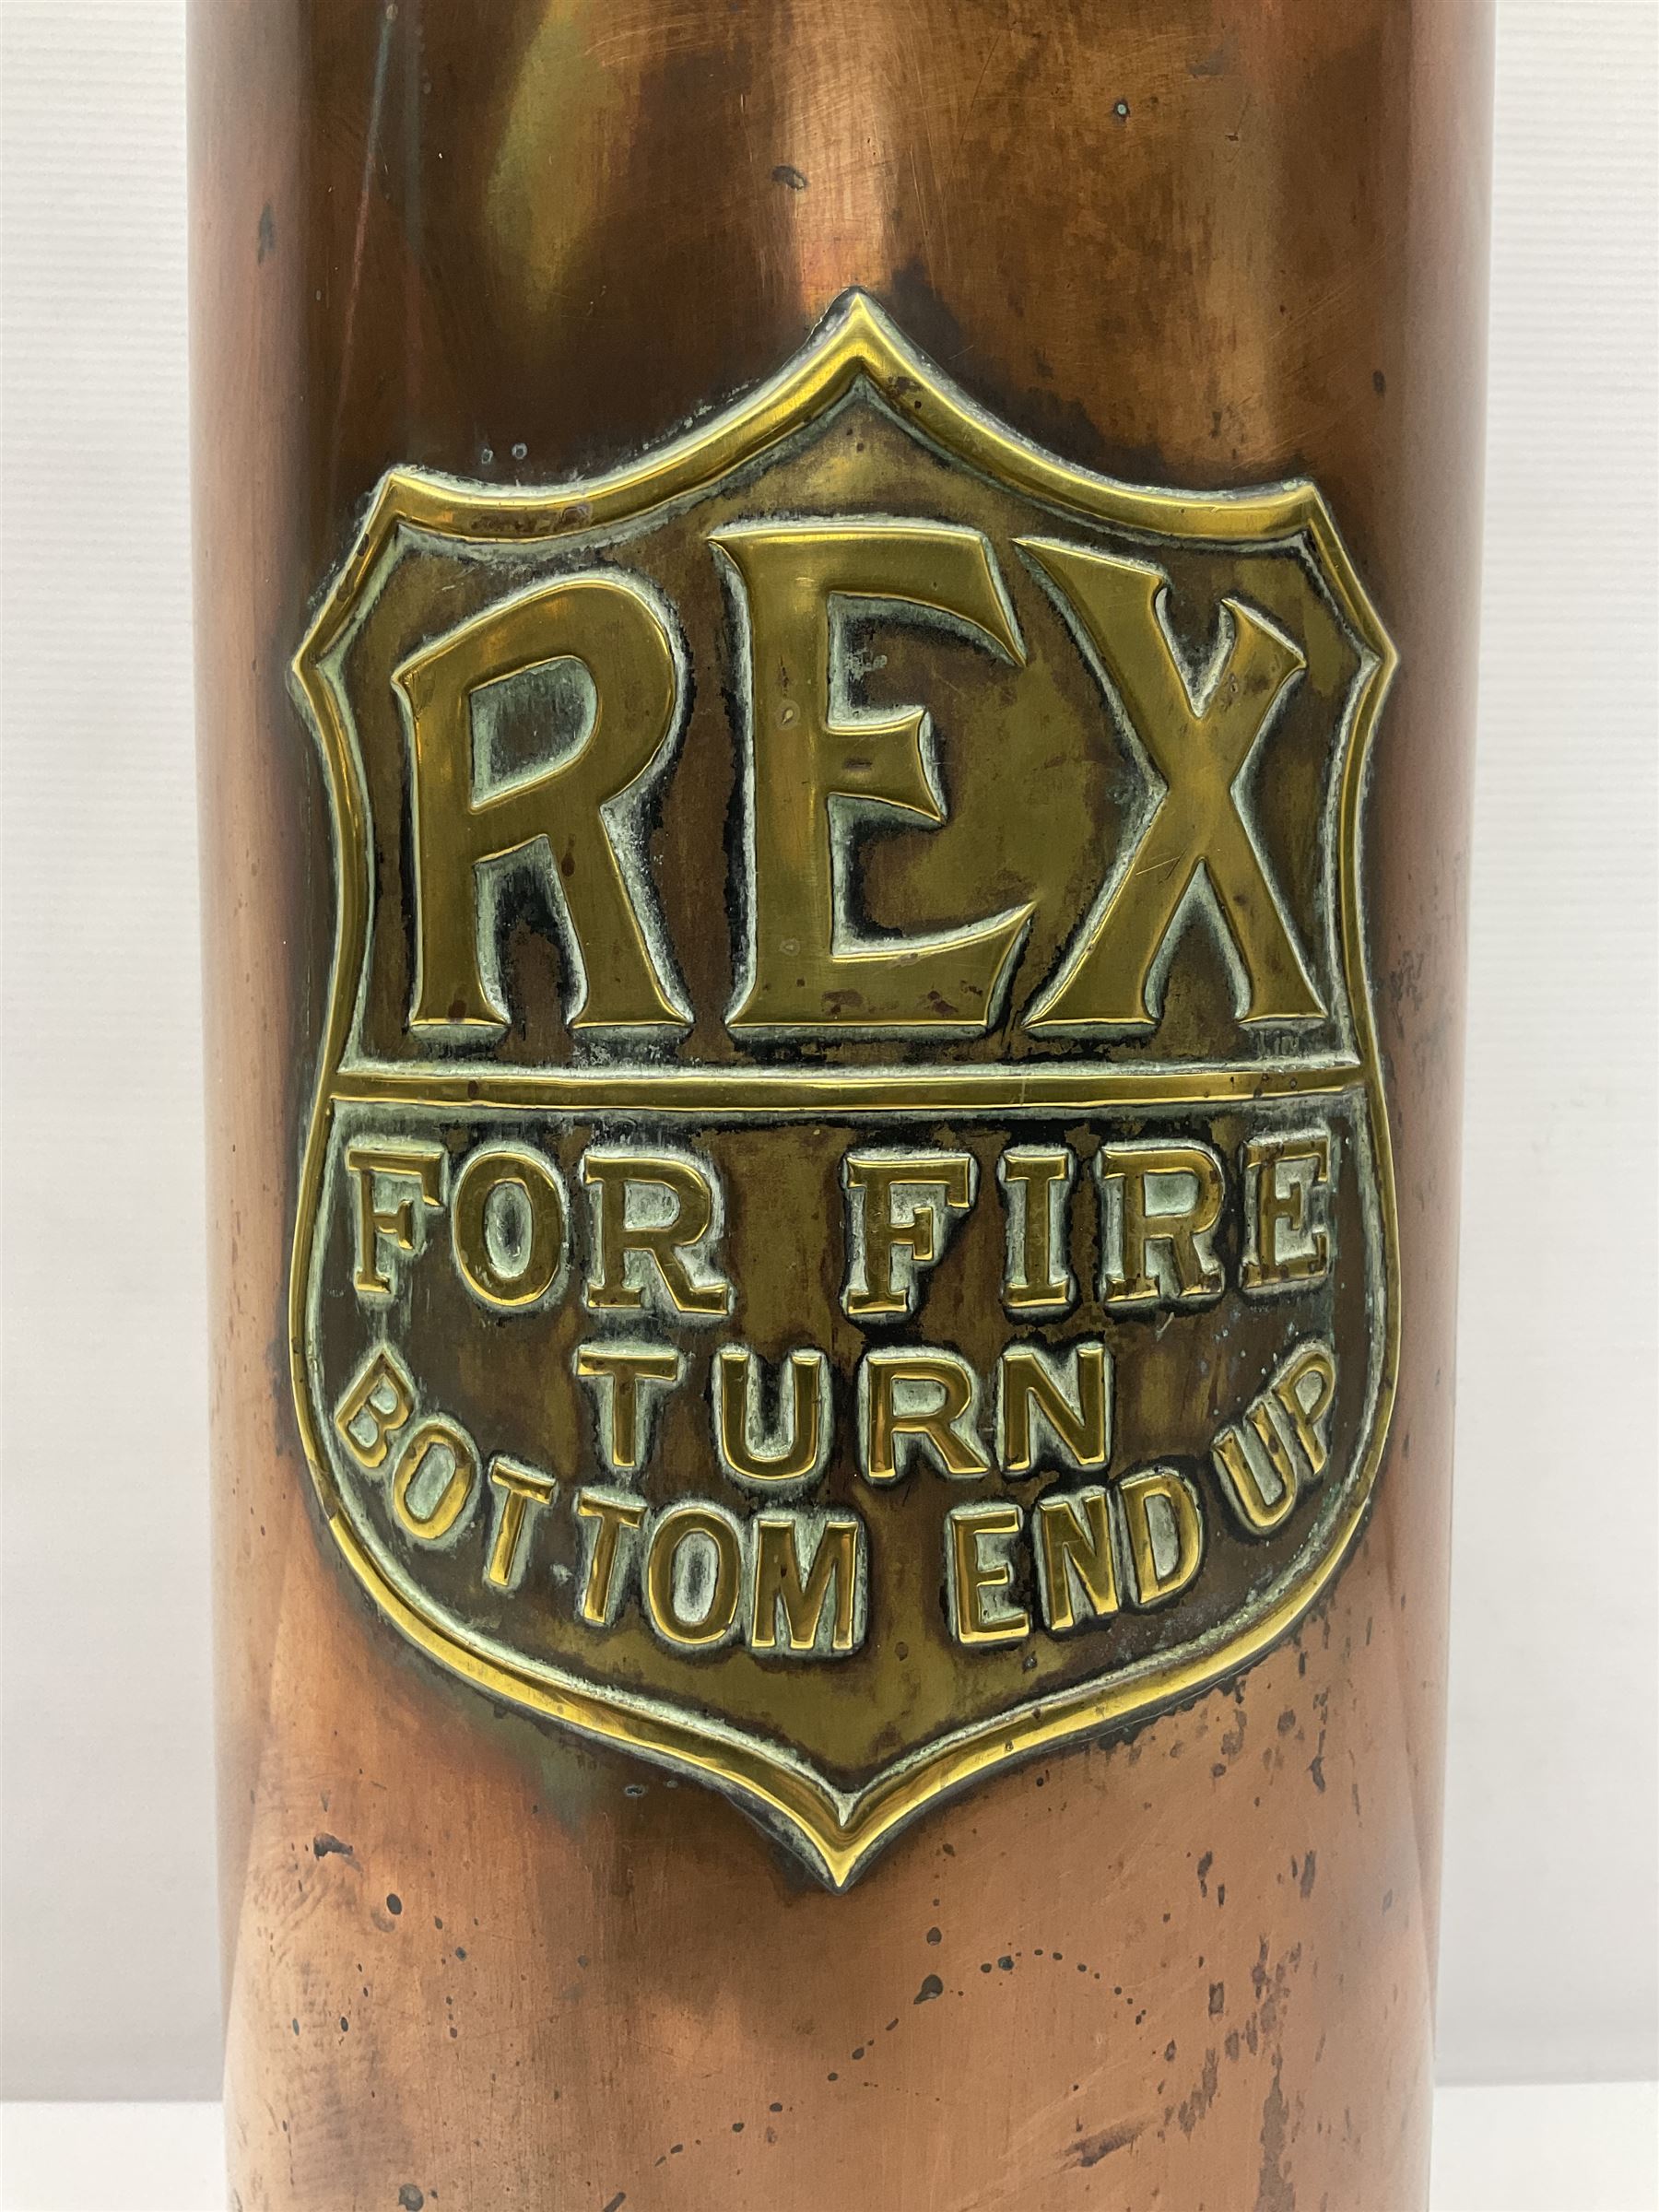 REX
FOR FIRE
TURN
BOTTOM END UP